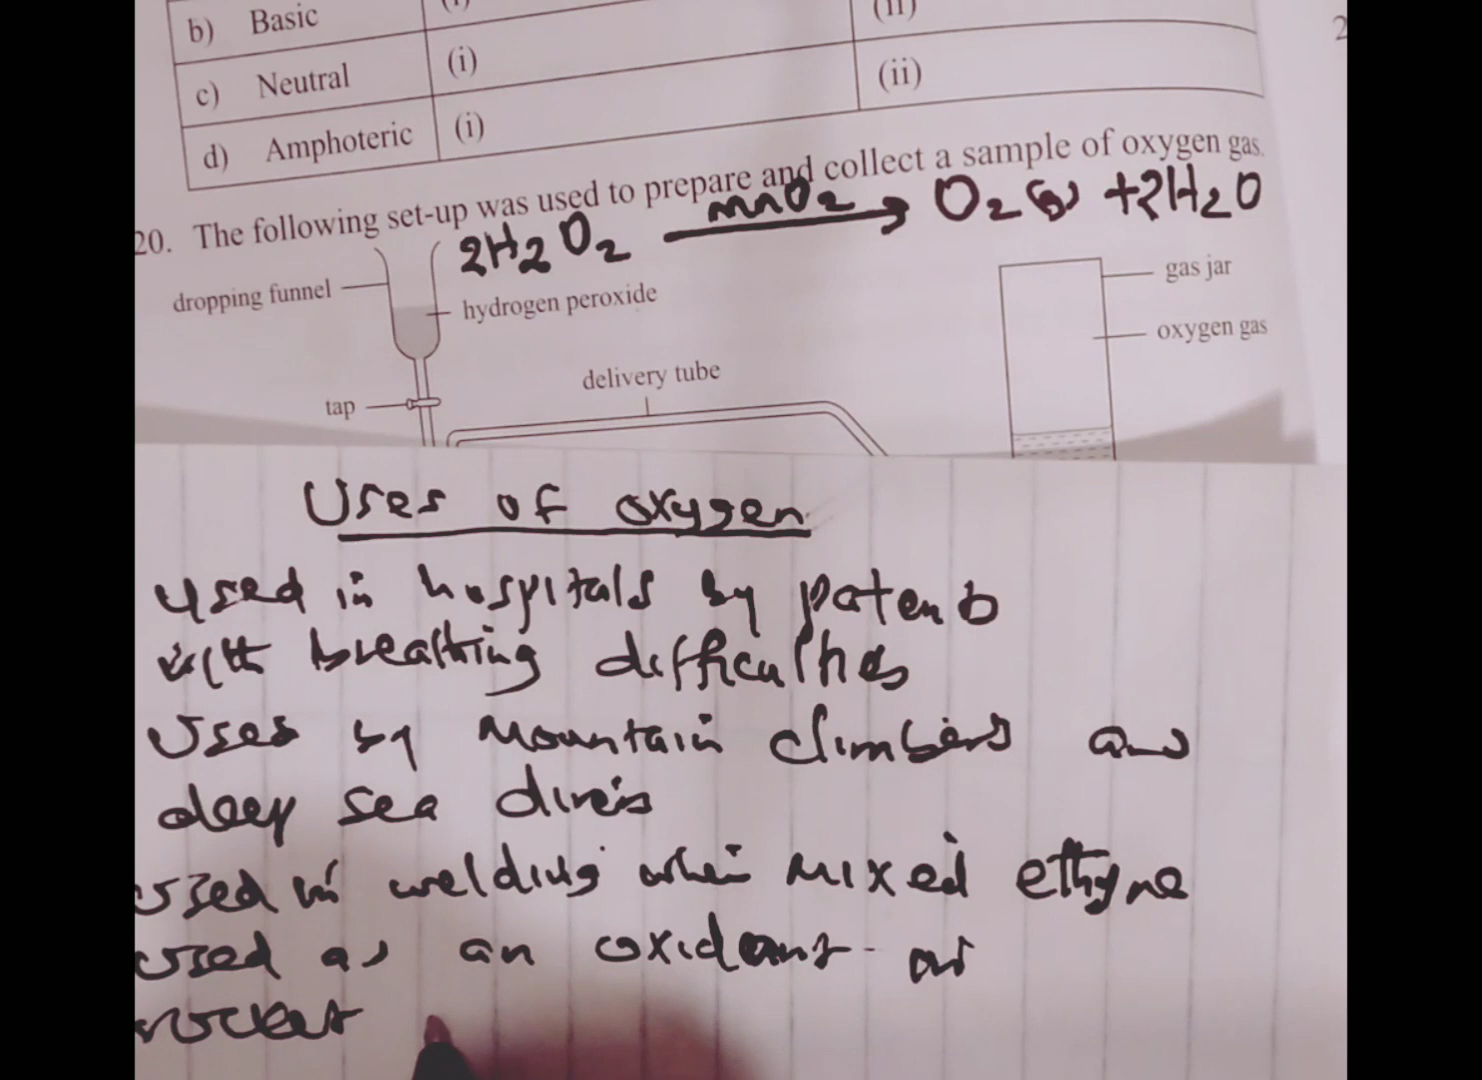 b) Basic (i) (ii)
c) Neutral (i) (ii)
d) Amphoteric (i)
2
20. The following set-up was used to prepare and collect a sample of oxygen gas.
2H2O2 MnO2 → O2(g) + 2H2O
dropping funnel
hydrogen peroxide
tap
delivery tube
gas jar
oxygen gas
Uses of oxygen
used in hospitals by patents
with breathing difficulties
Used by Mountain climbers and
deep sea divers
Used in welding when mixed ethyne
Used as an oxidant
rocket